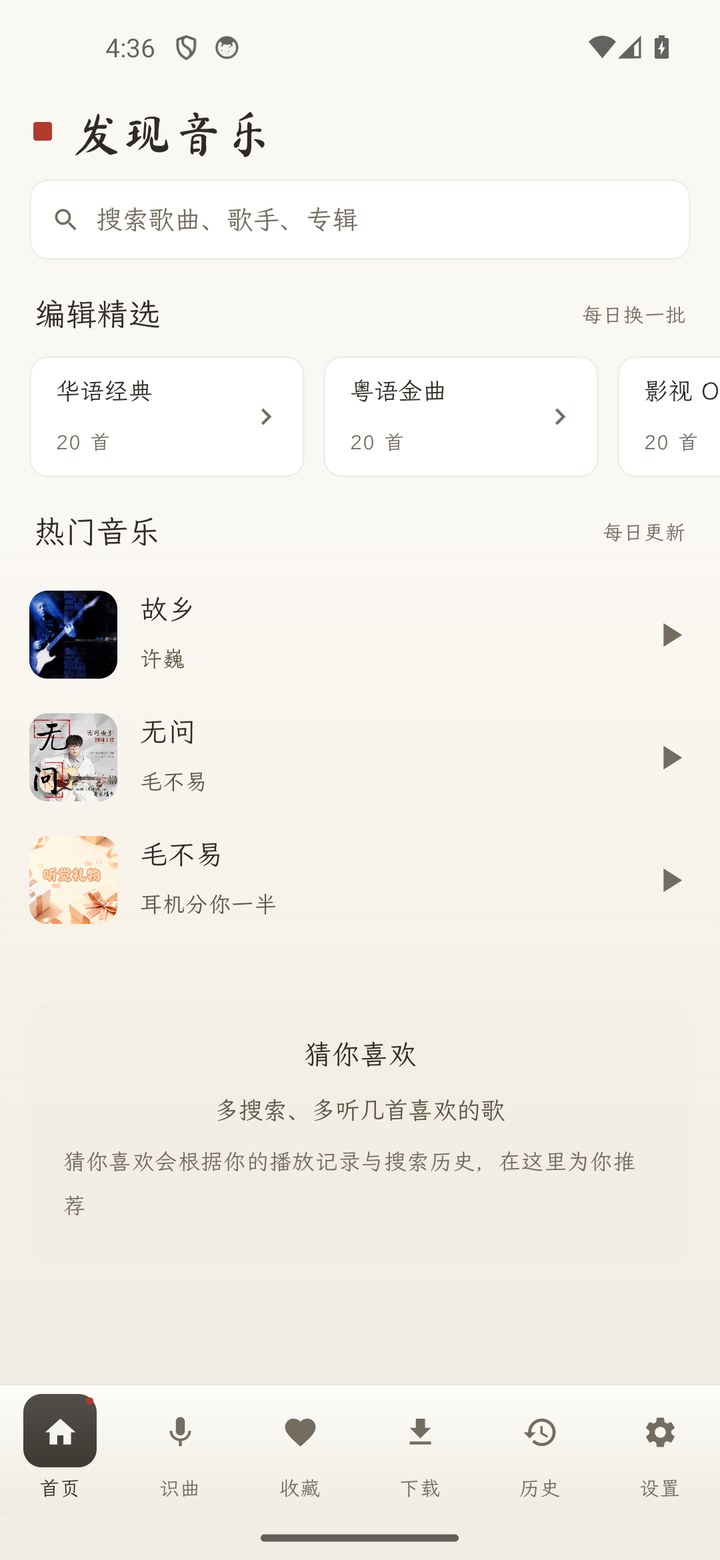 4:36
发现音乐
搜索歌曲、歌手、专辑
编辑精选
每日换一批
华语经典
20 首
粤语金曲
20 首
影视 O
20 首
热门音乐
每日更新
故乡
许巍
无问
毛不易
无
问
毛不易
耳机分你一半
听觉礼物
猜你喜欢
多搜索、多听几首喜欢的歌
猜你喜欢会根据你的播放记录与搜索历史，在这里为你推
荐
首页
识曲
收藏
下载
历史
设置